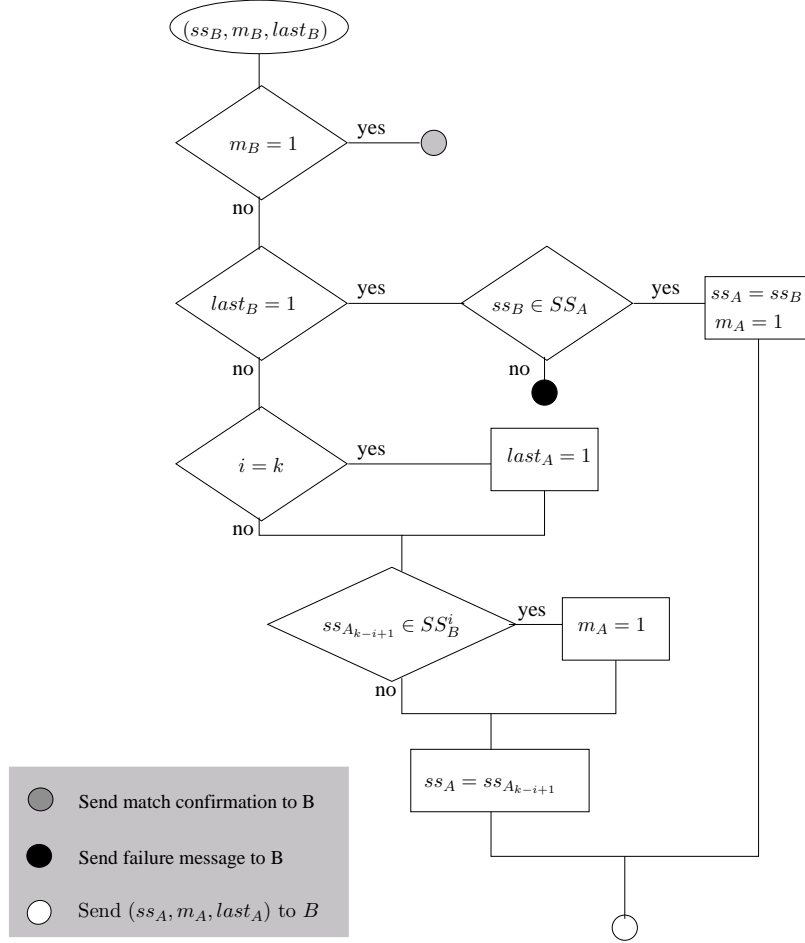 (ss_B, m_B, last_B)
m_B = 1
yes
no
last_B = 1
yes
no
ss_B ∈ SS_A
yes
no
ss_A = ss_B
m_A = 1
i = k
yes
no
last_A = 1
ss_{A_{k-i+1}} ∈ SS_B^i
yes
no
m_A = 1
ss_A = ss_{A_{k-i+1}}
Send match confirmation to B
Send failure message to B
Send (ss_A, m_A, last_A) to B